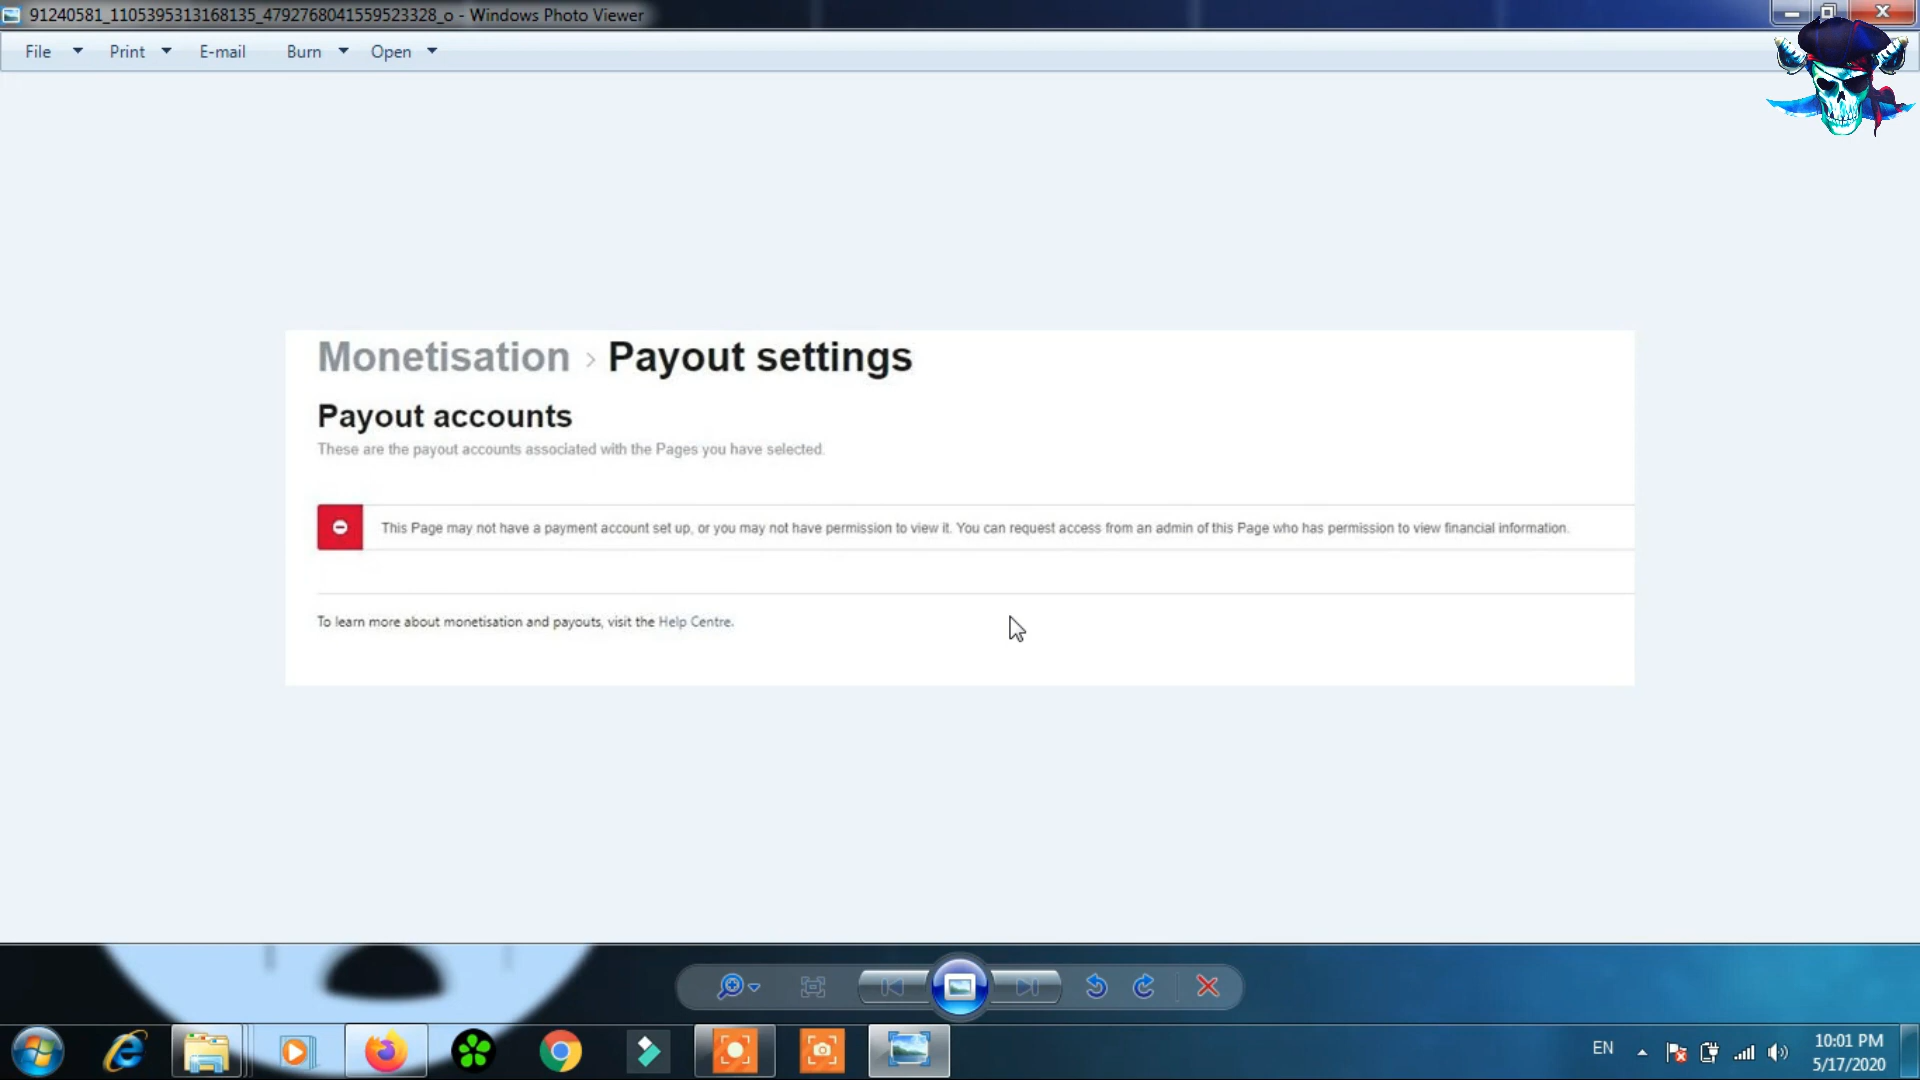 91240581_1105395313168135_4792768041559523328_o - Windows Photo Viewer
File Print E-mail Burn Open
Monetisation › Payout settings
Payout accounts
These are the payout accounts associated with the Pages you have selected.
This Page may not have a payment account set up, or you may not have permission to view it. You can request access from an admin of this Page who has permission to view financial information.
To learn more about monetisation and payouts, visit the Help Centre.
EN
10:01 PM
5/17/2020